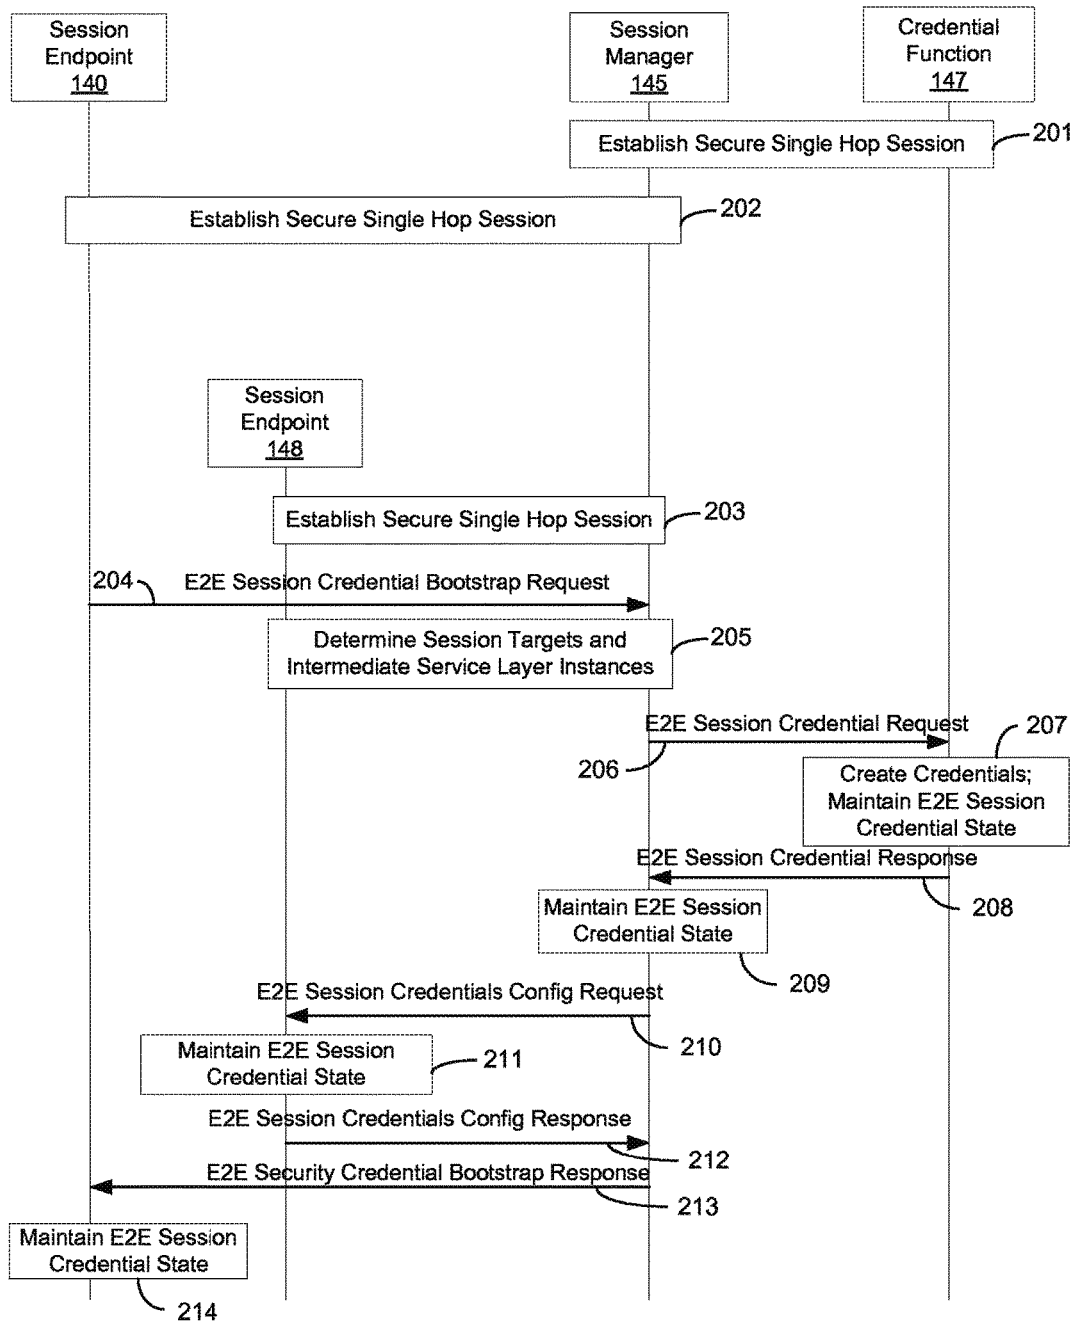 Session
Endpoint
140
Session
Manager
145
Credential
Function
147
Establish Secure Single Hop Session
201
Establish Secure Single Hop Session
202
Session
Endpoint
148
Establish Secure Single Hop Session
203
204
E2E Session Credential Bootstrap Request
Determine Session Targets and
Intermediate Service Layer Instances
205
E2E Session Credential Request
206
207
Create Credentials;
Maintain E2E Session
Credential State
E2E Session Credential Response
208
Maintain E2E Session
Credential State
209
E2E Session Credentials Config Request
210
Maintain E2E Session
Credential State
211
E2E Session Credentials Config Response
212
E2E Security Credential Bootstrap Response
213
Maintain E2E Session
Credential State
214